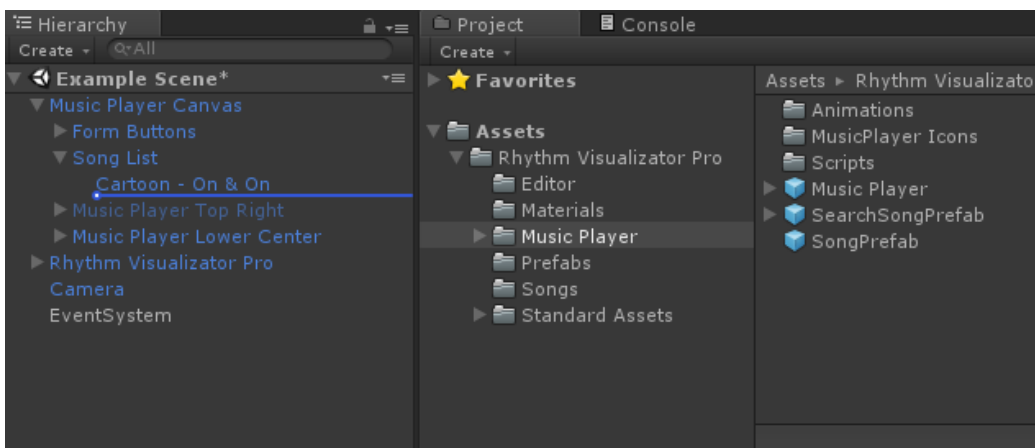 Hierarchy
Create
All
Example Scene*
Music Player Canvas
Form Buttons
Song List
Cartoon - On & On
Music Player Top Right
Music Player Lower Center
Rhythm Visualizator Pro
Camera
EventSystem
Project
Console
Create
Favorites
Assets
Rhythm Visualizator Pro
Editor
Materials
Music Player
Prefabs
Songs
Standard Assets
Assets ▸ Rhythm Visualizato
Animations
MusicPlayer Icons
Scripts
Music Player
SearchSongPrefab
SongPrefab